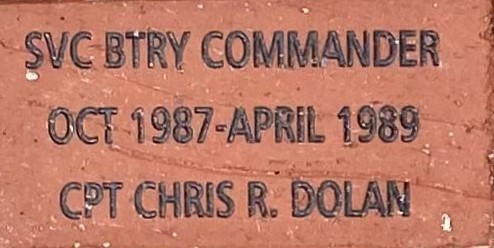 SVC BTRY COMMANDER
OCT 1987-APRIL 1989
CPT CHRIS R. DOLAN